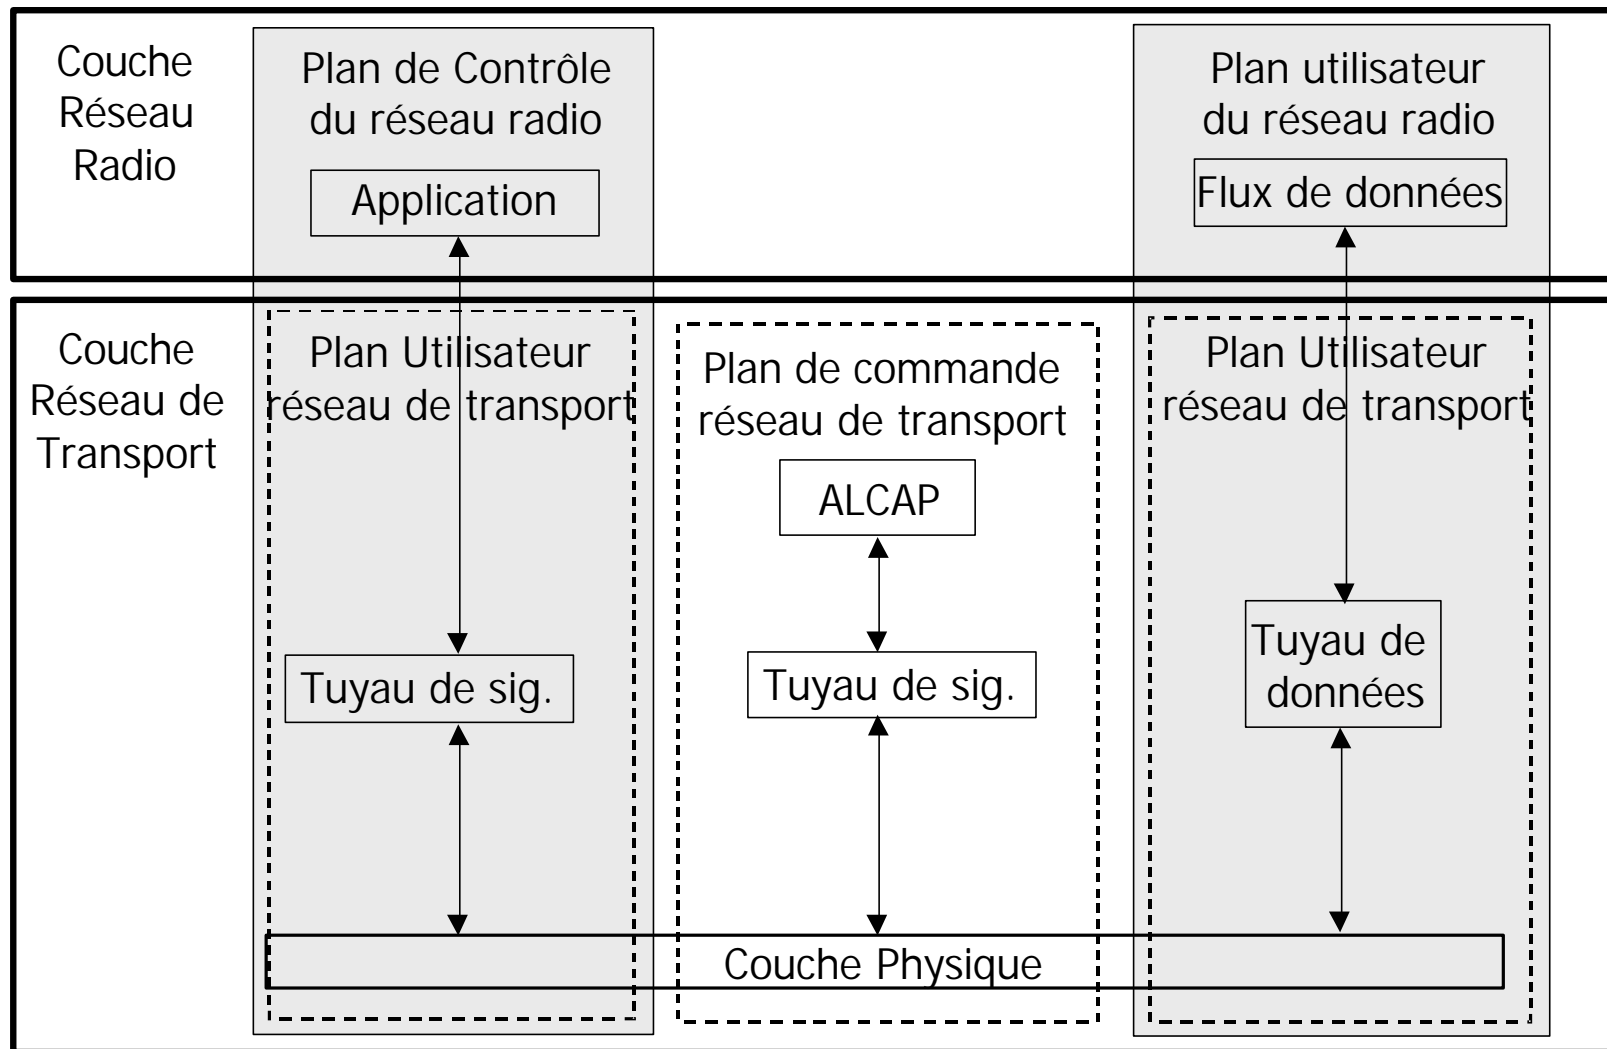 Couche
Réseau
Radio
Plan de Contrôle
du réseau radio
Application
Plan utilisateur
du réseau radio
Flux de données
Couche
Réseau de
Transport
Plan Utilisateur
réseau de transport
Tuyau de sig.
Plan de commande
réseau de transport
ALCAP
Tuyau de sig.
Plan Utilisateur
réseau de transport
Tuyau de
données
Couche Physique